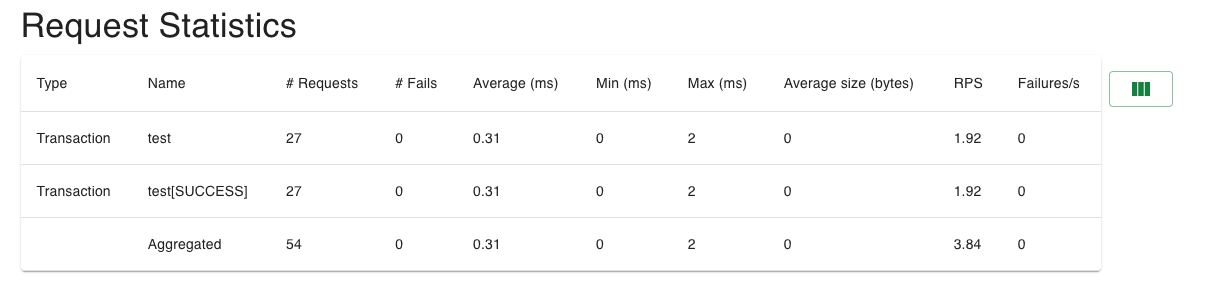 Request Statistics
Type Name # Requests # Fails Average (ms) Min (ms) Max (ms) Average size (bytes) RPS Failures/s
Transaction test 27 0 0.31 0 2 0 1.92 0
Transaction test[SUCCESS] 27 0 0.31 0 2 0 1.92 0
Aggregated 54 0 0.31 0 2 0 3.84 0